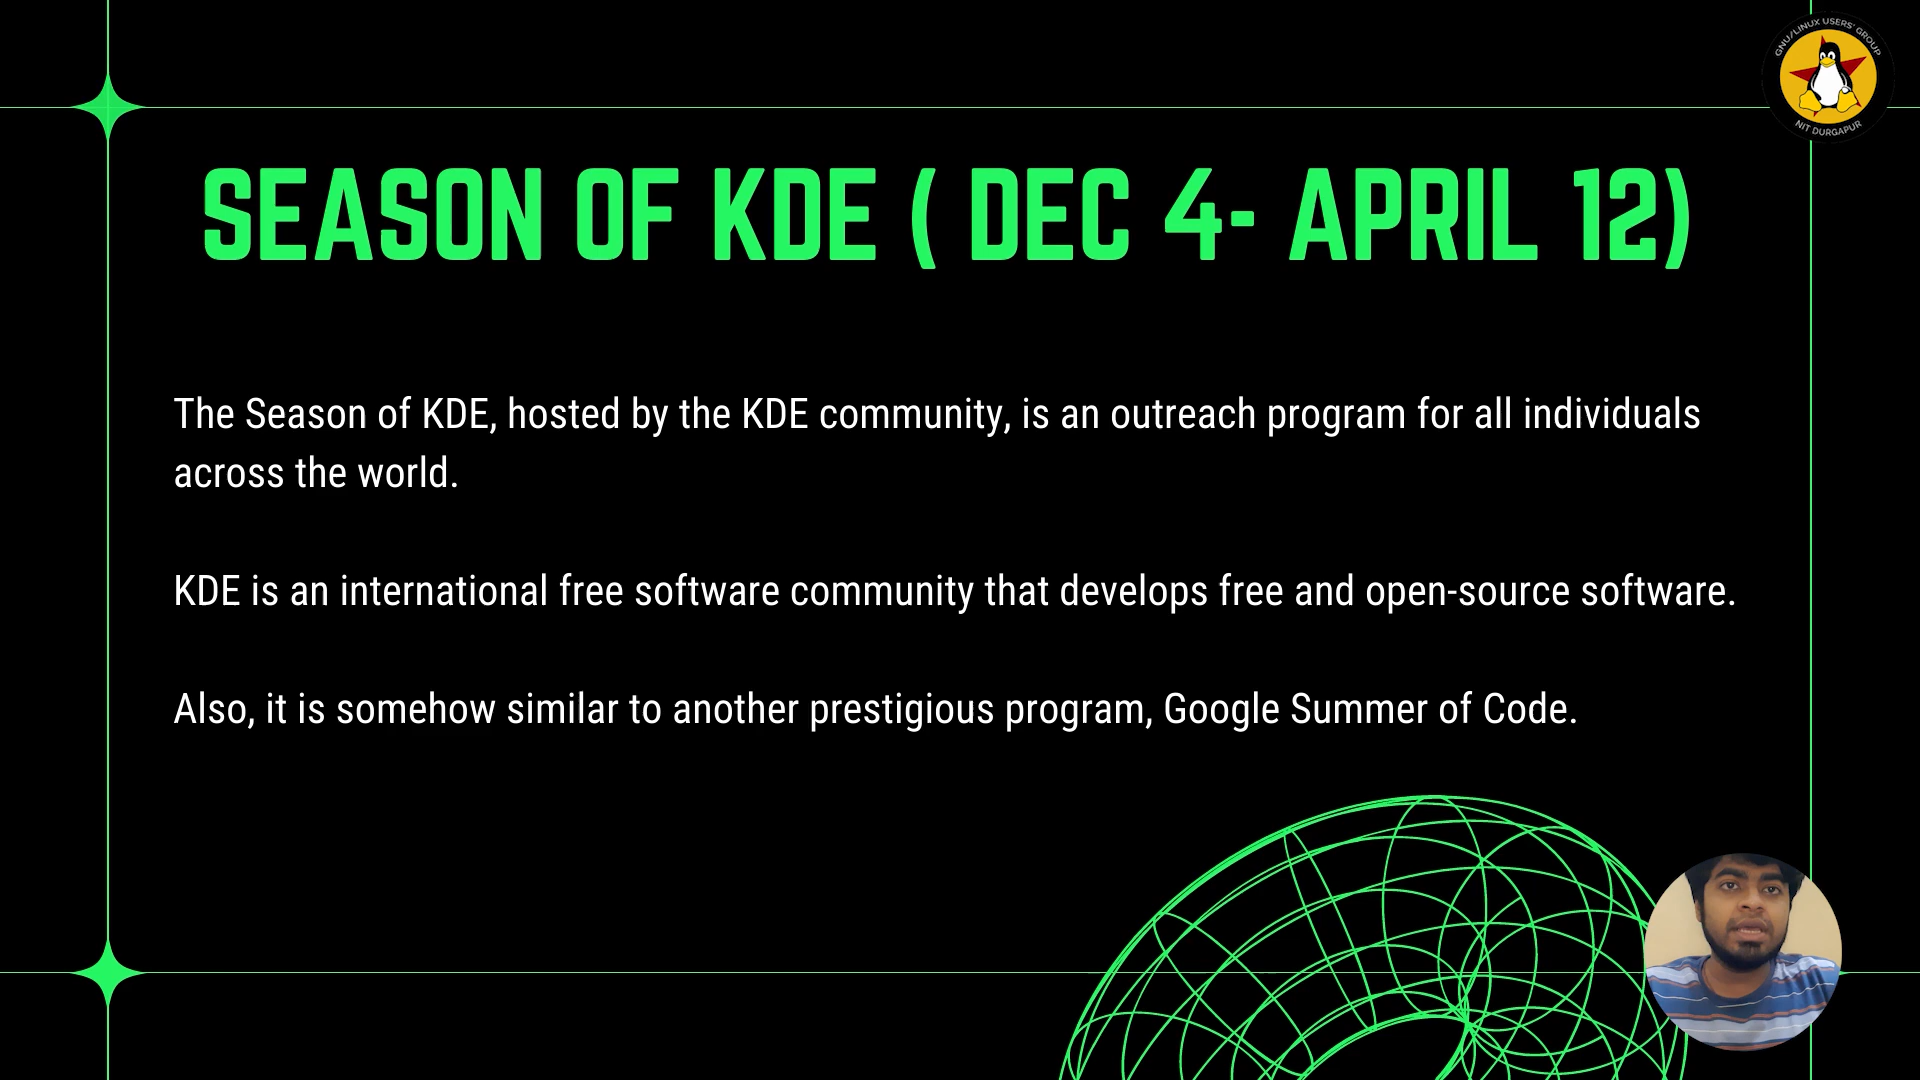 GNU/LINUX USERS' GROUP
NIT DURGAPUR
SEASON OF KDE ( DEC 4- APRIL 12)
The Season of KDE, hosted by the KDE community, is an outreach program for all individuals
across the world.
KDE is an international free software community that develops free and open-source software.
Also, it is somehow similar to another prestigious program, Google Summer of Code.